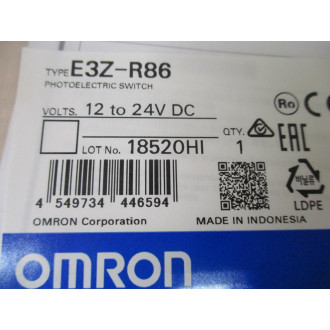 TYPE E3Z-R86
PHOTOELECTRIC SWITCH
VOLTS. 12 to 24V DC
LOT No. 18520HI
QTY. 1
EAC
4 549734 446594
LDPE
OMRON Corporation
MADE IN INDONESIA
OMRON